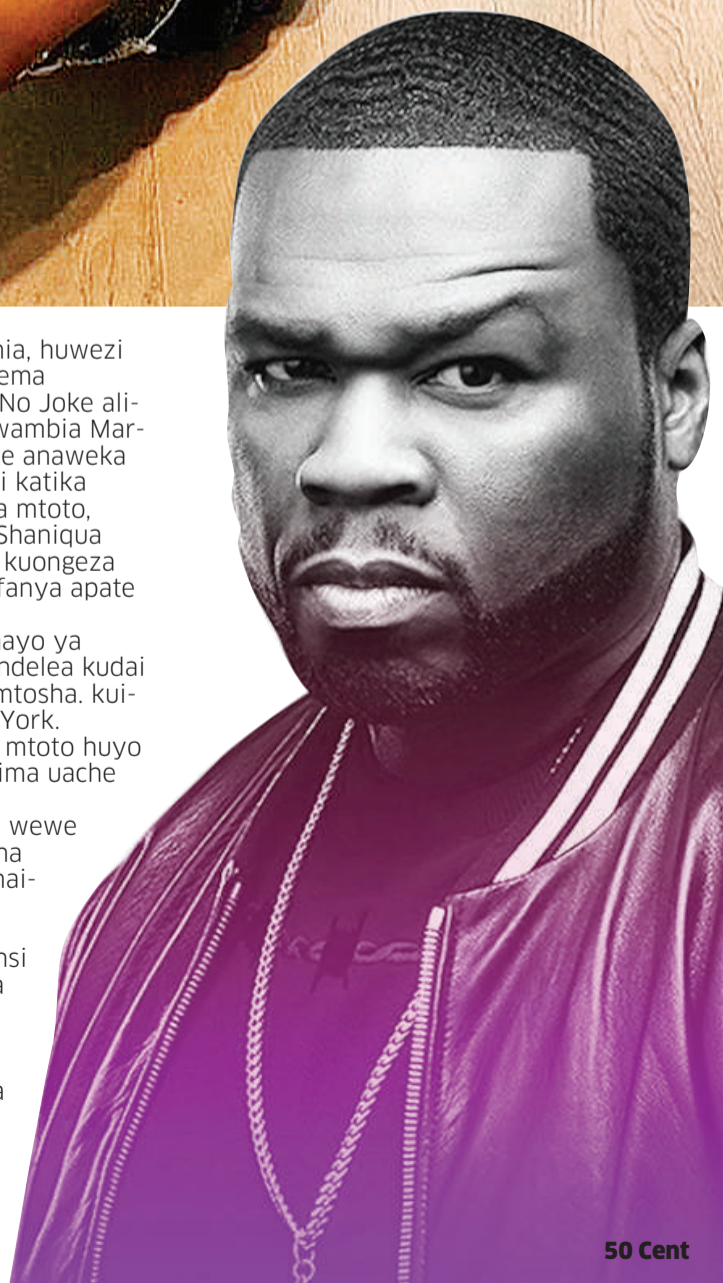 nia, huwezi
ema
No Joke ali-
wambia Mar-
e anaweka
i katika
a mtoto,
Shaniqua
kuongeza
fanya apate
ayo ya
ndelea kudai
mtosha. kui-
York.
mtoto huyo
ima uache
wewe
na
nai-
nsi
a
a
50 Cent